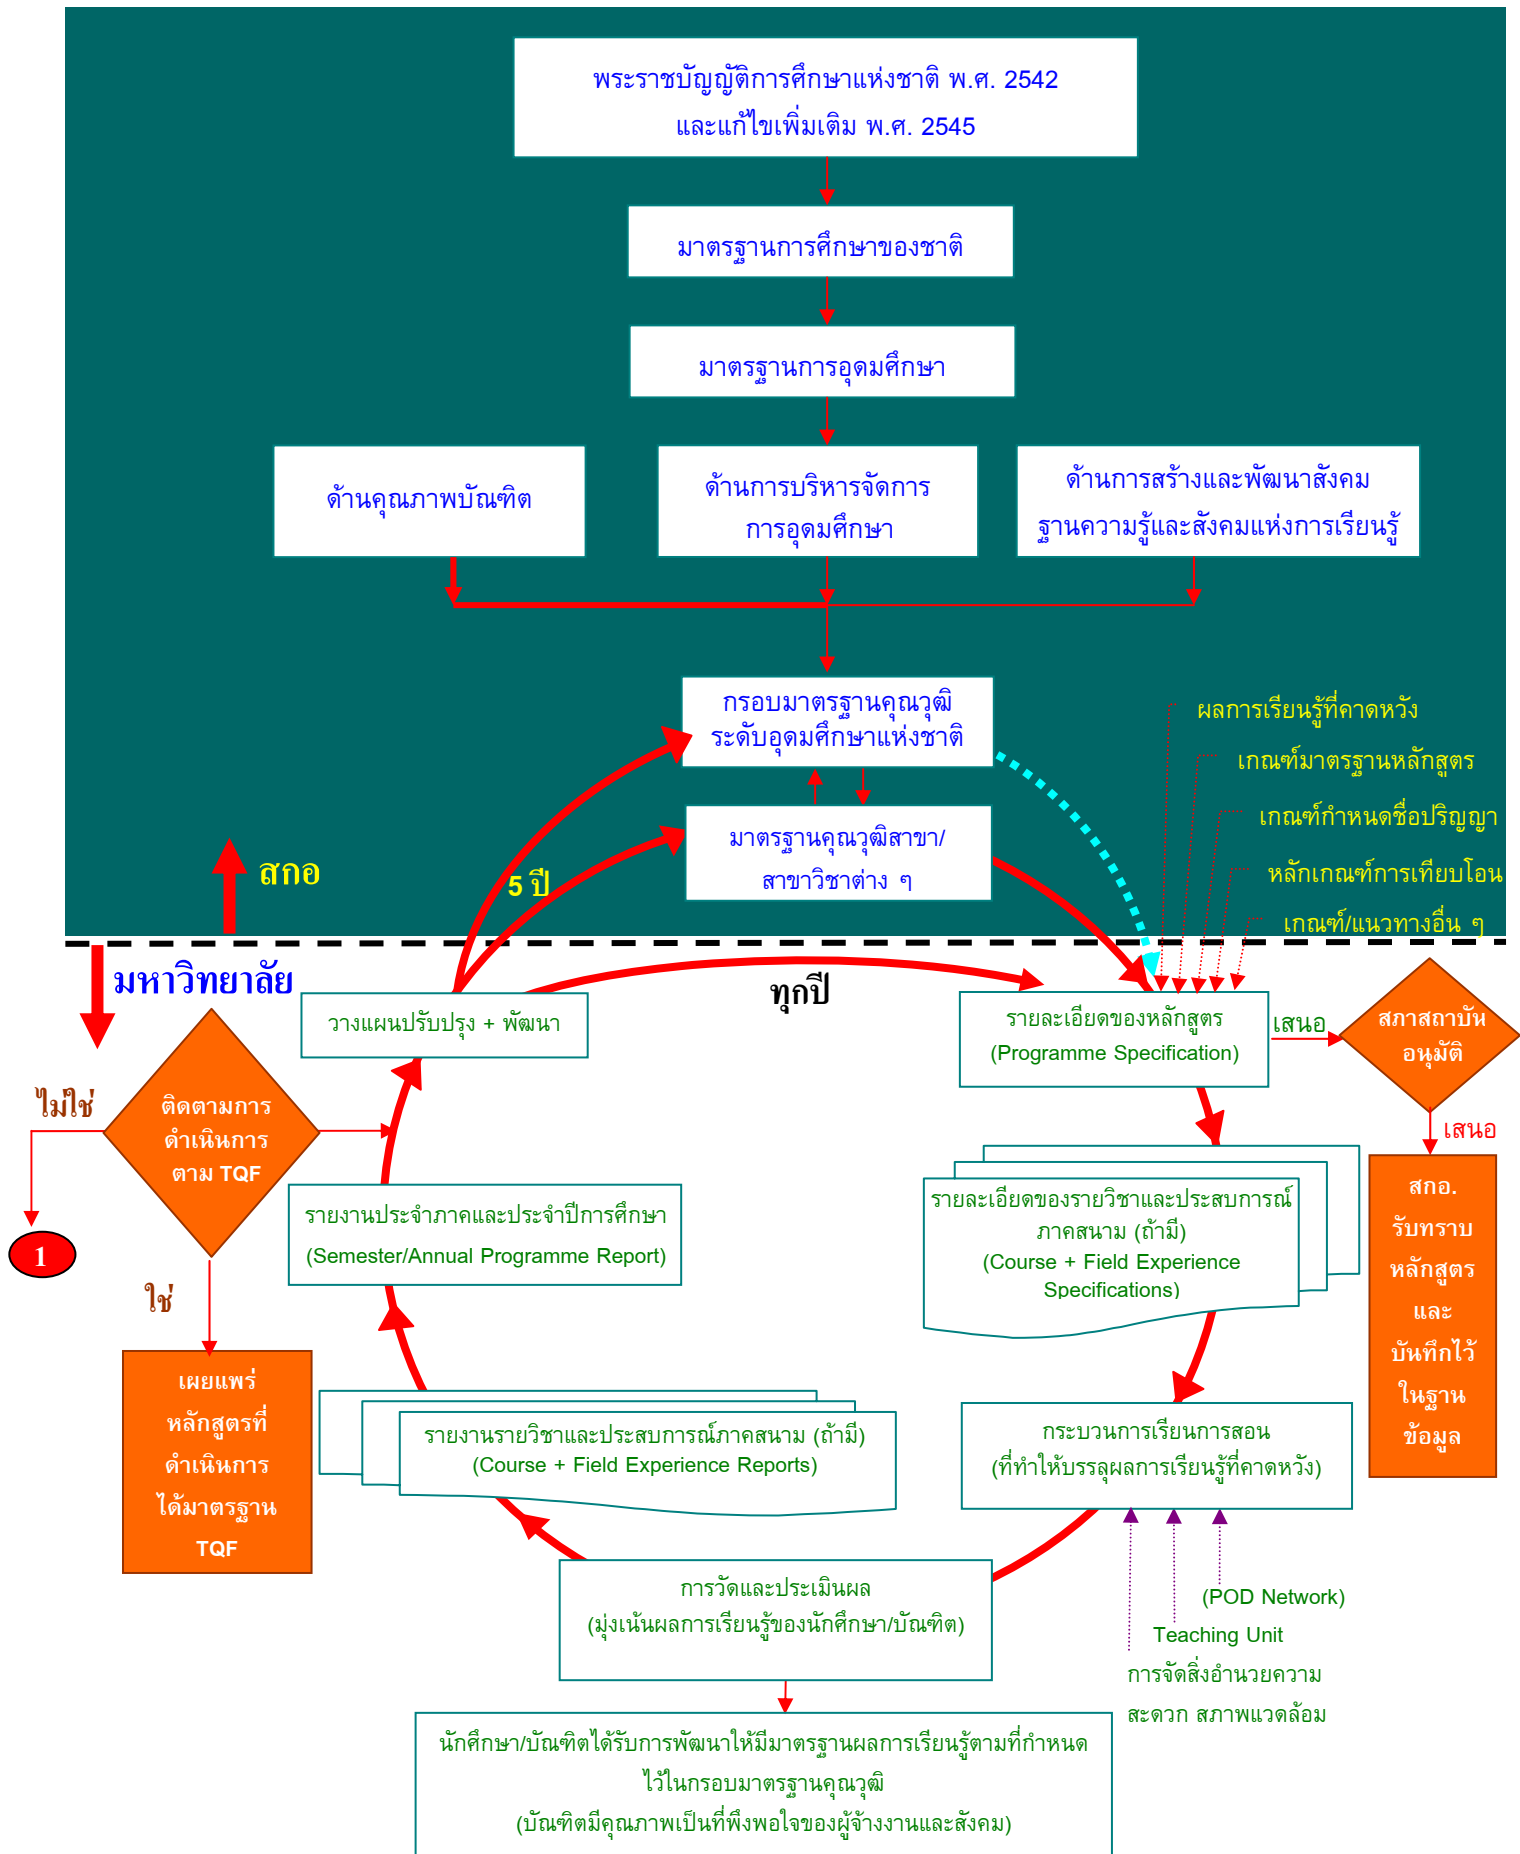 พระราชบัญญัติการศึกษาแห่งชาติ พ.ศ. 2542
และแก้ไขเพิ่มเติม พ.ศ. 2545
มาตรฐานการศึกษาของชาติ
มาตรฐานการอุดมศึกษา
ด้านคุณภาพบัณฑิต
ด้านการบริหารจัดการ
การอุดมศึกษา
ด้านการสร้างและพัฒนาสังคม
ฐานความรู้และสังคมแห่งการเรียนรู้
กรอบมาตรฐานคุณวุฒิ
ระดับอุดมศึกษาแห่งชาติ
ผลการเรียนรู้ที่คาดหวัง
เกณฑ์มาตรฐานหลักสูตร
เกณฑ์กำหนดชื่อปริญญา
หลักเกณฑ์การเทียบโอน
เกณฑ์/แนวทางอื่น ๆ
มาตรฐานคุณวุฒิสาขา/
สาขาวิชาต่าง ๆ
สกอ
5 ปี
มหาวิทยาลัย
ทุกปี
วางแผนปรับปรุง + พัฒนา
รายละเอียดของหลักสูตร
(Programme Specification)
เสนอ
สภาสถาบัน
อนุมัติ
เสนอ
ไม่ใช่
ติดตามการ
ดำเนินการ
ตาม TQF
1
ใช่
รายงานประจำภาคและประจำปีการศึกษา
(Semester/Annual Programme Report)
รายละเอียดของรายวิชาและประสบการณ์
ภาคสนาม (ถ้ามี)
(Course + Field Experience
Specifications)
สกอ.
รับทราบ
หลักสูตร
และ
บันทึกไว้
ในฐาน
ข้อมูล
เผยแพร่
หลักสูตรที่
ดำเนินการ
ได้มาตรฐาน
TQF
รายงานรายวิชาและประสบการณ์ภาคสนาม (ถ้ามี)
(Course + Field Experience Reports)
กระบวนการเรียนการสอน
(ที่ทำให้บรรลุผลการเรียนรู้ที่คาดหวัง)
การวัดและประเมินผล
(มุ่งเน้นผลการเรียนรู้ของนักศึกษา/บัณฑิต)
(POD Network)
Teaching Unit
การจัดสิ่งอำนวยความ
สะดวก สภาพแวดล้อม
นักศึกษา/บัณฑิตได้รับการพัฒนาให้มีมาตรฐานผลการเรียนรู้ตามที่กำหนด
ไว้ในกรอบมาตรฐานคุณวุฒิ
(บัณฑิตมีคุณภาพเป็นที่พึงพอใจของผู้จ้างงานและสังคม)